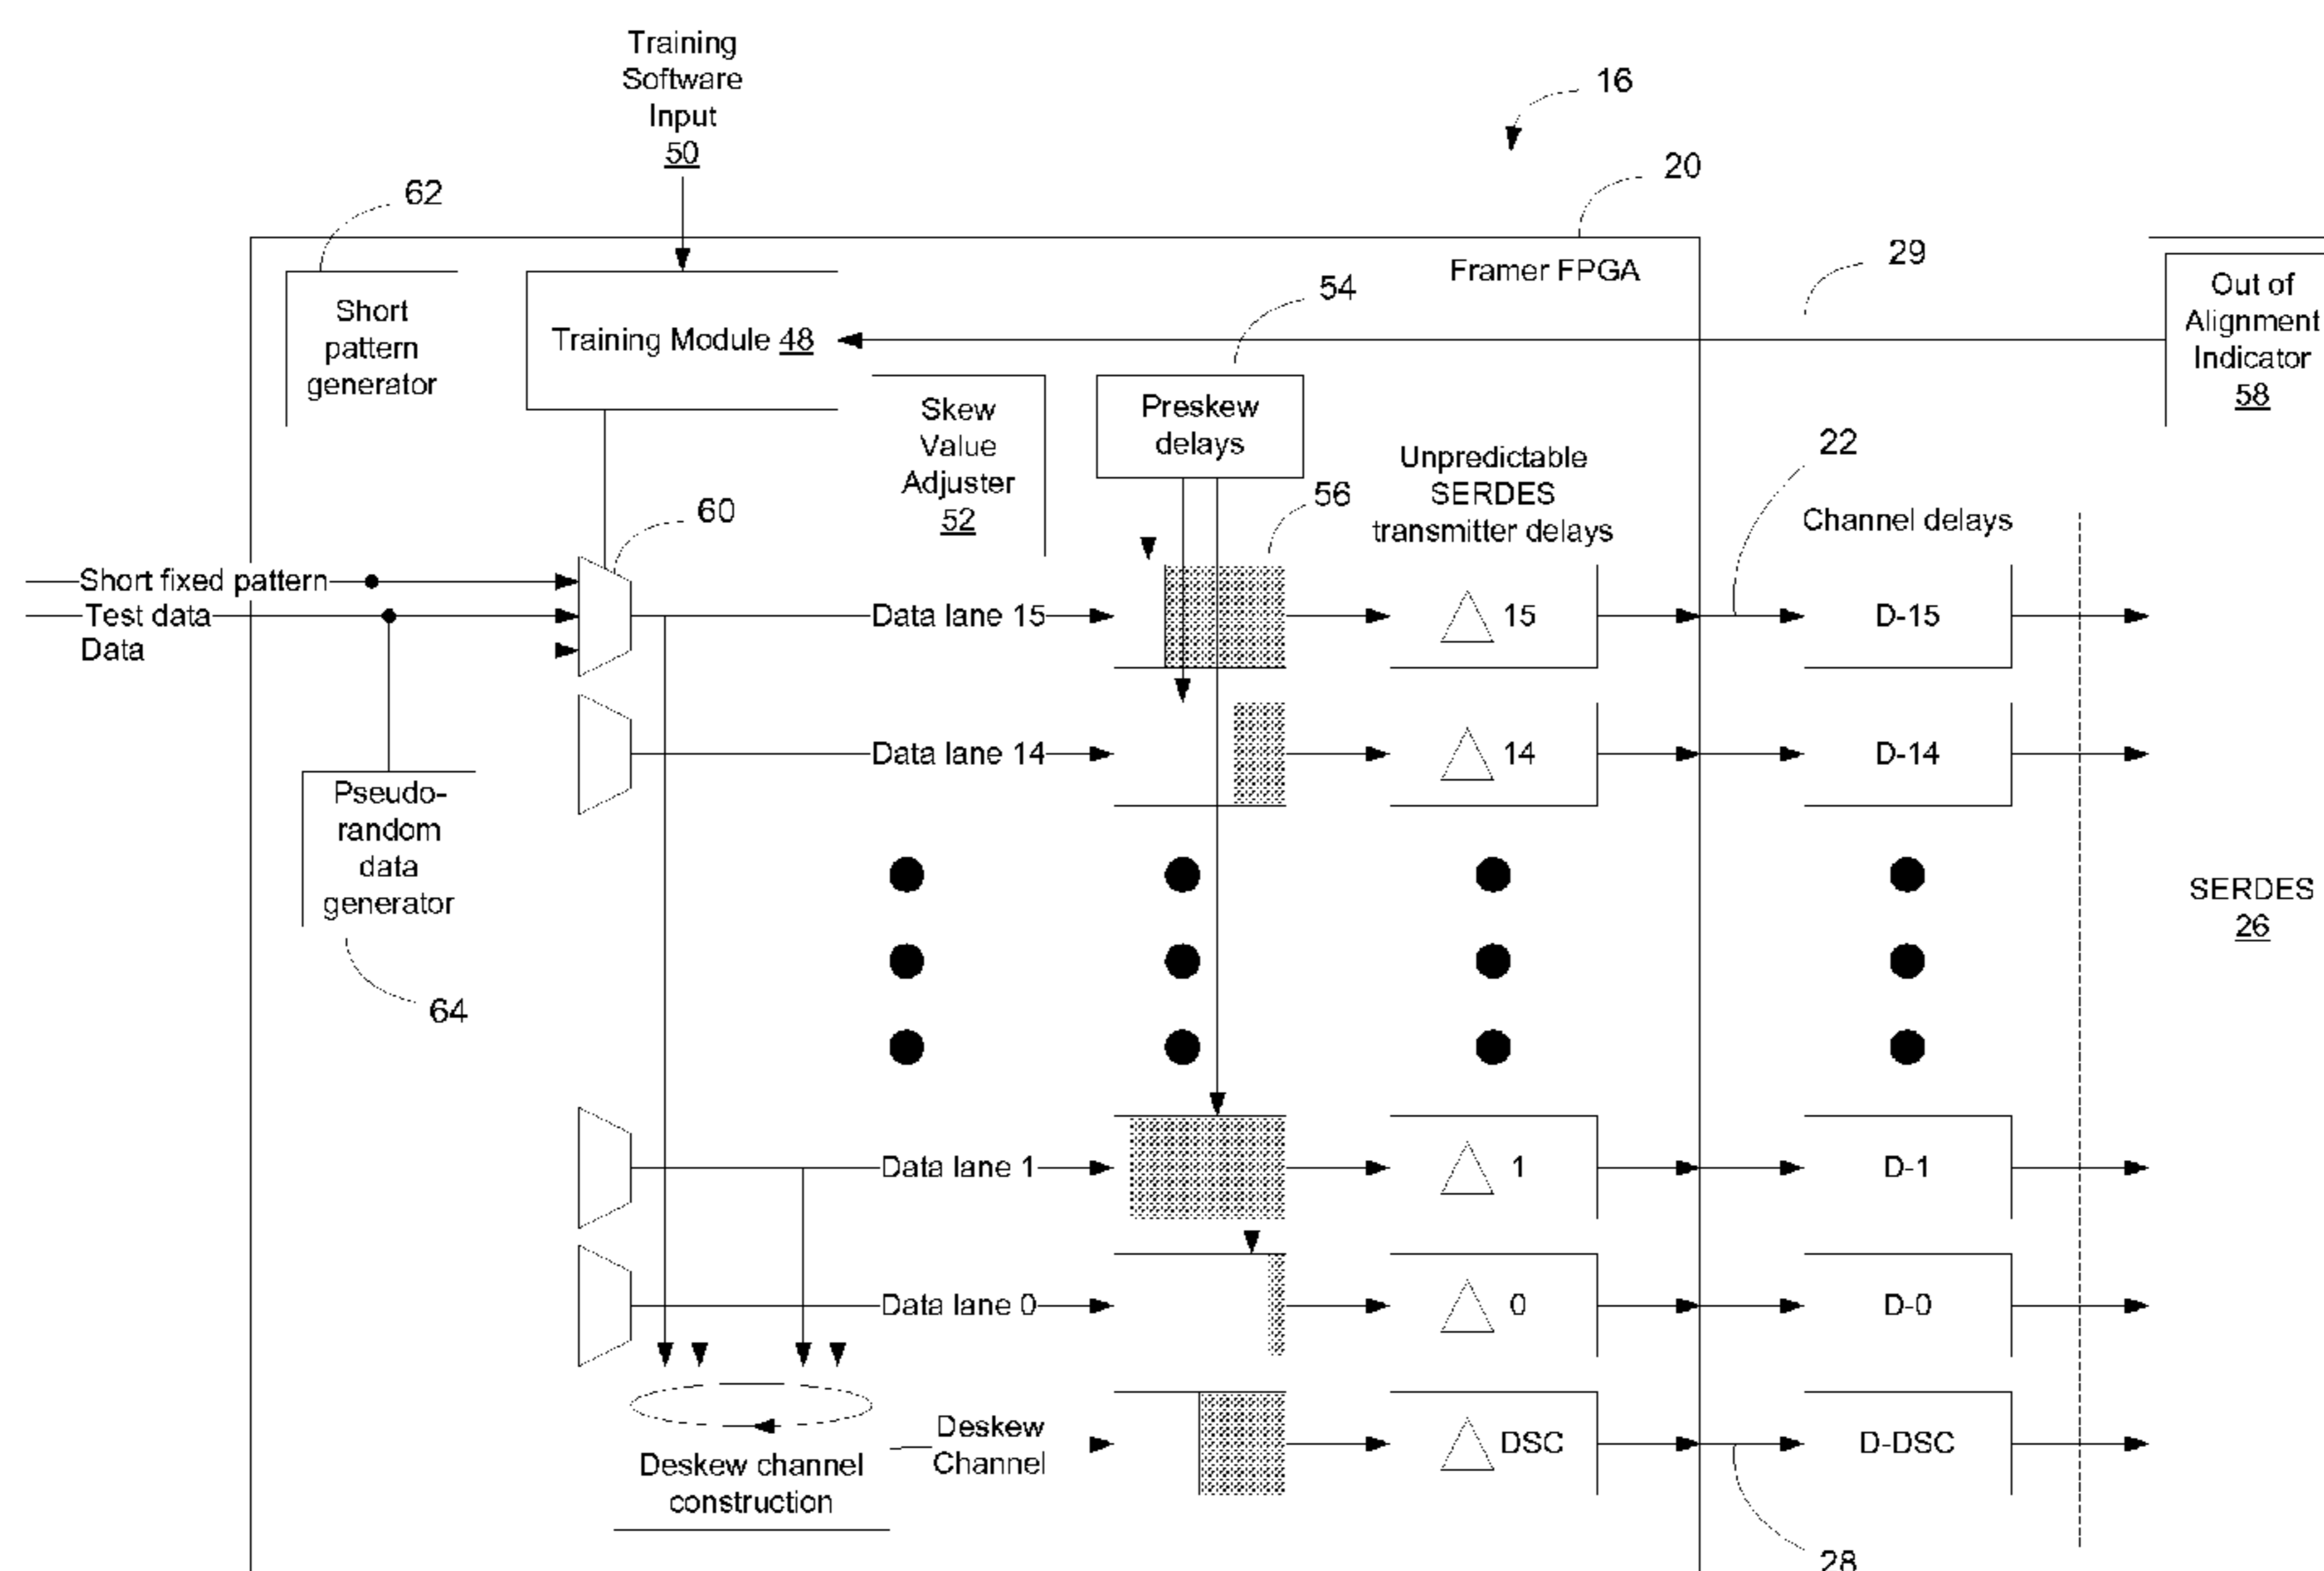 Training
Software
Input
50
16
20
62
29
Framer FPGA
54
Short
pattern
generator
Training Module 48
Out of
Alignment
Indicator
58
Skew
Value
Adjuster
52
Preskew
delays
22
Unpredictable
SERDES
transmitter delays
56
60
Channel delays
Short fixed pattern
Test data
Data
Data lane 15
15
D-15
Data lane 14
14
D-14
Pseudo-
random
data
generator
64
SERDES
26
Data lane 1
1
D-1
Data lane 0
0
D-0
Deskew channel
construction
Deskew
Channel
DSC
D-DSC
28